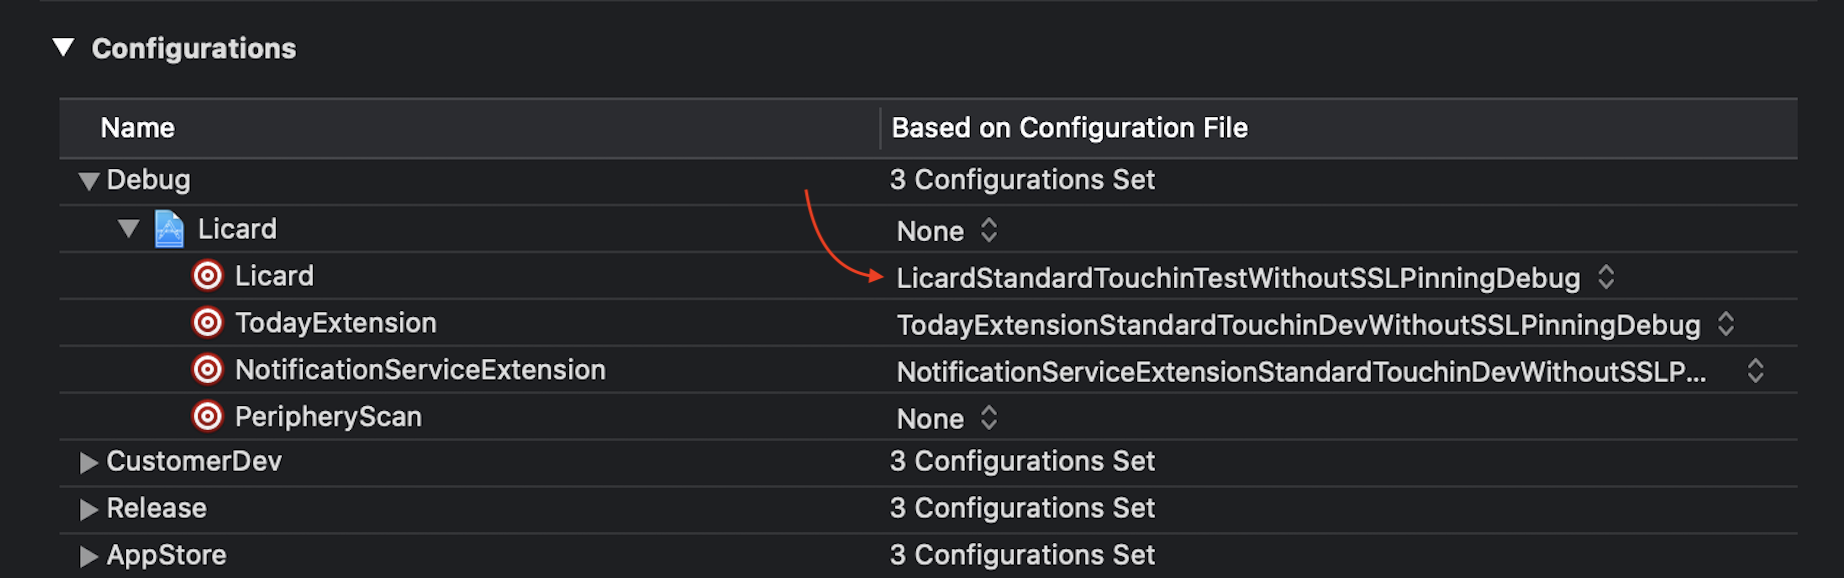 Configurations
Name Based on Configuration File
Debug 3 Configurations Set
Licard None
Licard LicardStandardTouchinTestWithoutSSLPinningDebug
TodayExtension TodayExtensionStandardTouchinDevWithoutSSLPinningDebug
NotificationServiceExtension NotificationServiceExtensionStandardTouchinDevWithoutSSLP...
PeripheryScan None
CustomerDev 3 Configurations Set
Release 3 Configurations Set
AppStore 3 Configurations Set